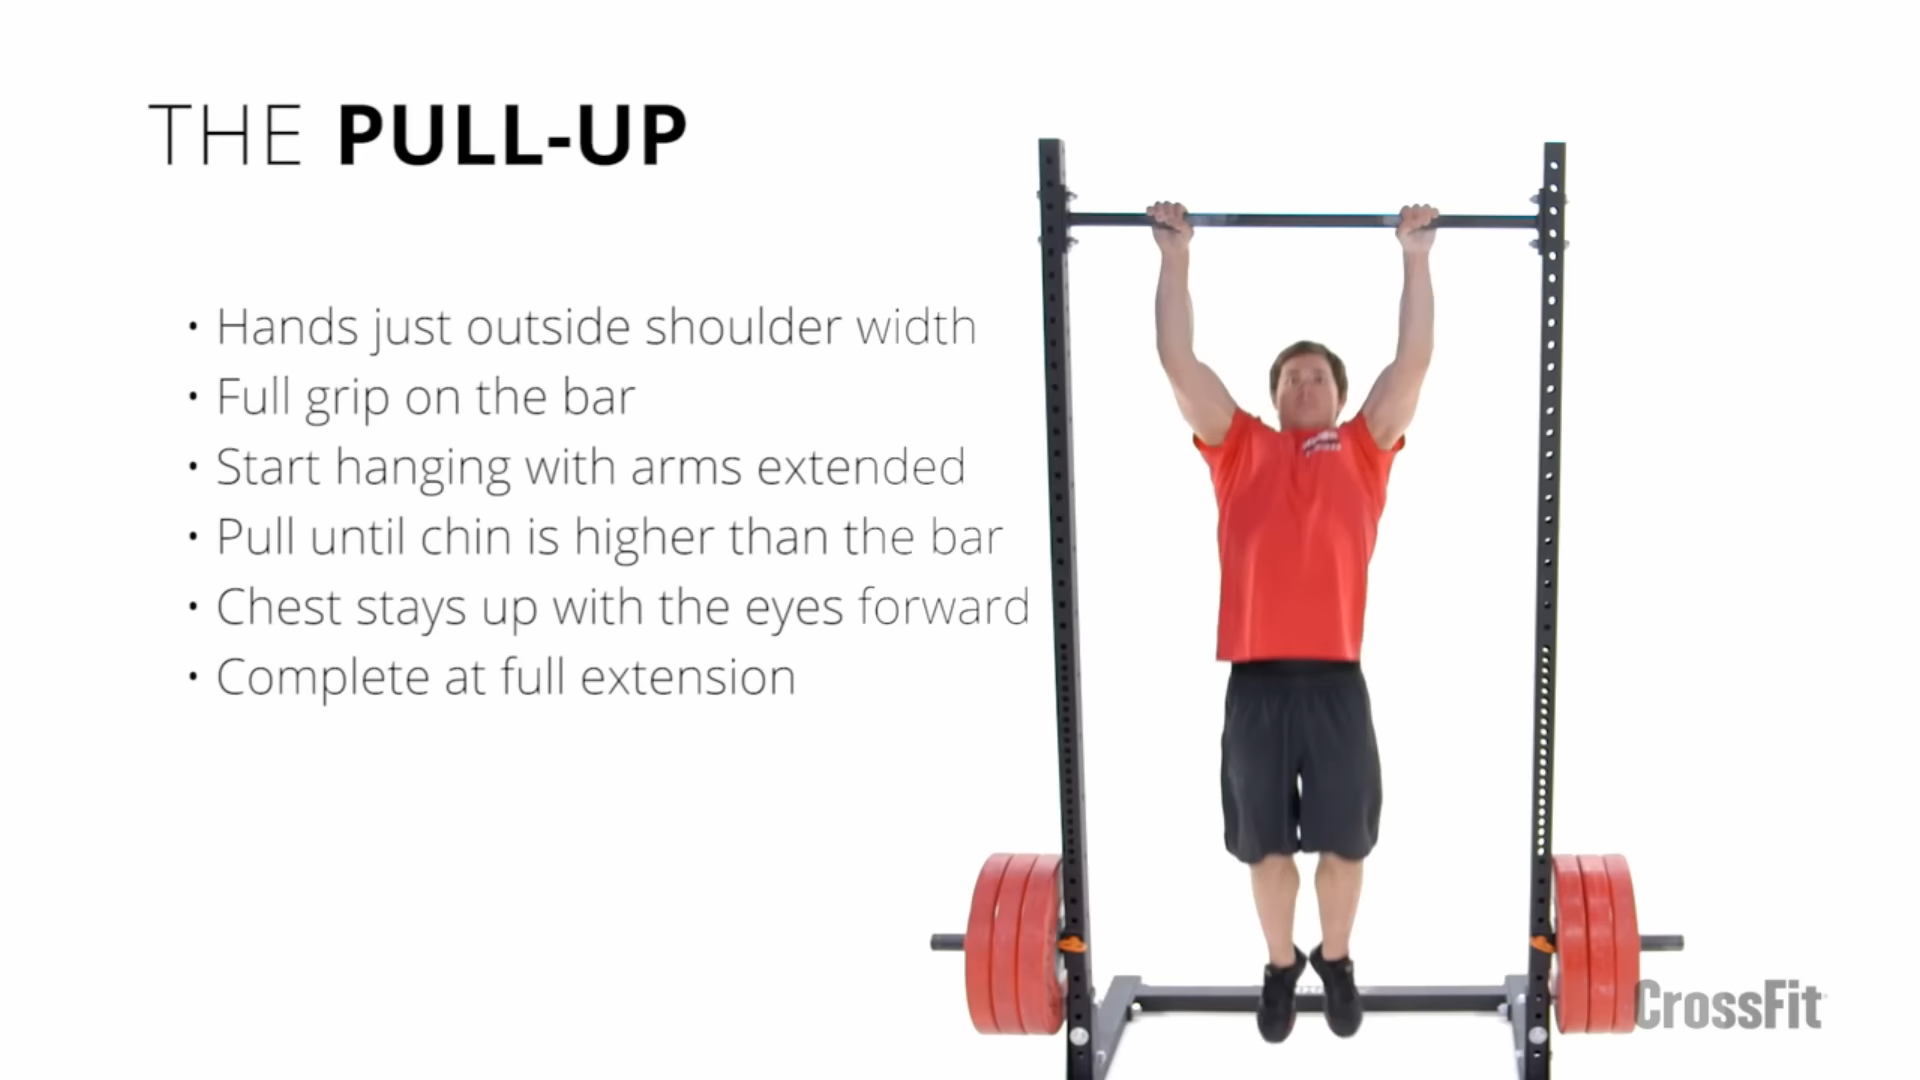 THE PULL-UP
• Hands just outside shoulder width
• Full grip on the bar
• Start hanging with arms extended
• Pull until chin is higher than the bar
• Chest stays up with the eyes forward
• Complete at full extension
CrossFit